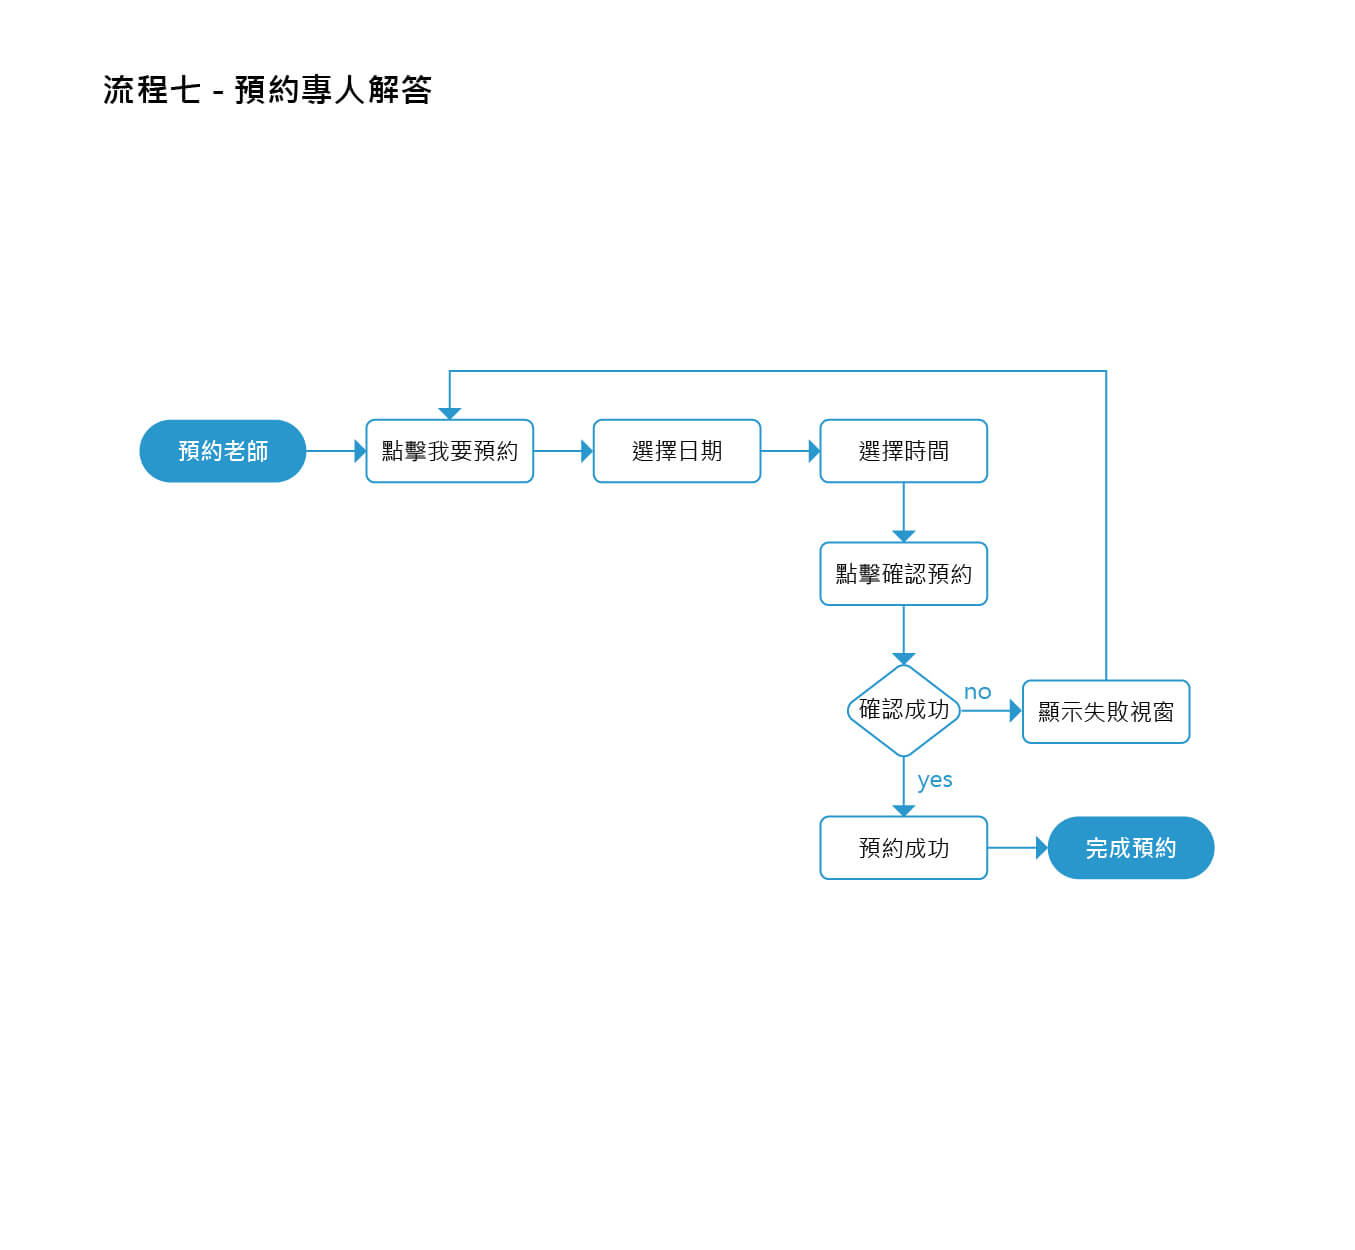 流程七 - 預約專人解答
預約老師
點擊我要預約
選擇日期
選擇時間
點擊確認預約
確認成功
no
顯示失敗視窗
yes
預約成功
完成預約